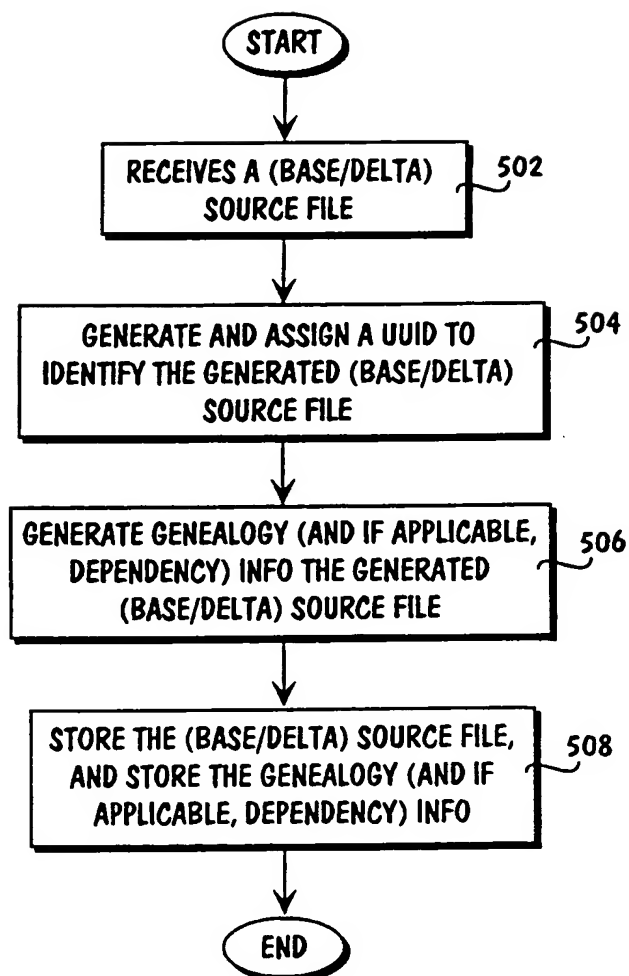 START
RECEIVES A (BASE/DELTA)
SOURCE FILE
502
GENERATE AND ASSIGN A UUID TO
IDENTIFY THE GENERATED (BASE/DELTA)
SOURCE FILE
504
GENERATE GENEALOGY (AND IF APPLICABLE,
DEPENDENCY) INFO THE GENERATED
(BASE/DELTA) SOURCE FILE
506
STORE THE (BASE/DELTA) SOURCE FILE,
AND STORE THE GENEALOGY (AND IF
APPLICABLE, DEPENDENCY) INFO
508
END